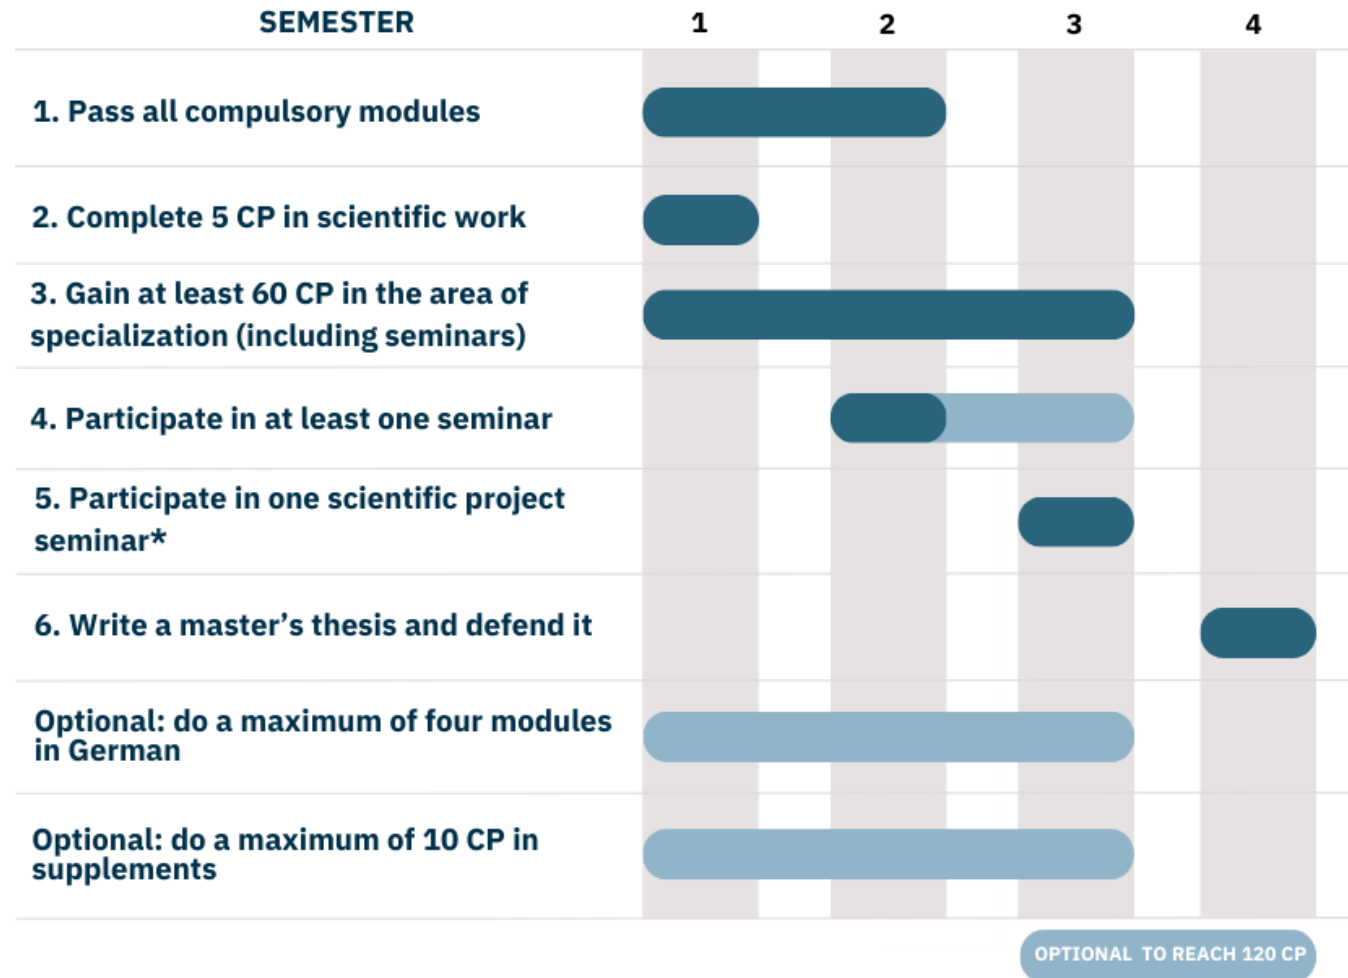 SEMESTER 1 2 3 4
1. Pass all compulsory modules
2. Complete 5 CP in scientific work
3. Gain at least 60 CP in the area of
specialization (including seminars)
4. Participate in at least one seminar
5. Participate in one scientific project
seminar*
6. Write a master’s thesis and defend it
Optional: do a maximum of four modules
in German
Optional: do a maximum of 10 CP in
supplements
OPTIONAL TO REACH 120 CP